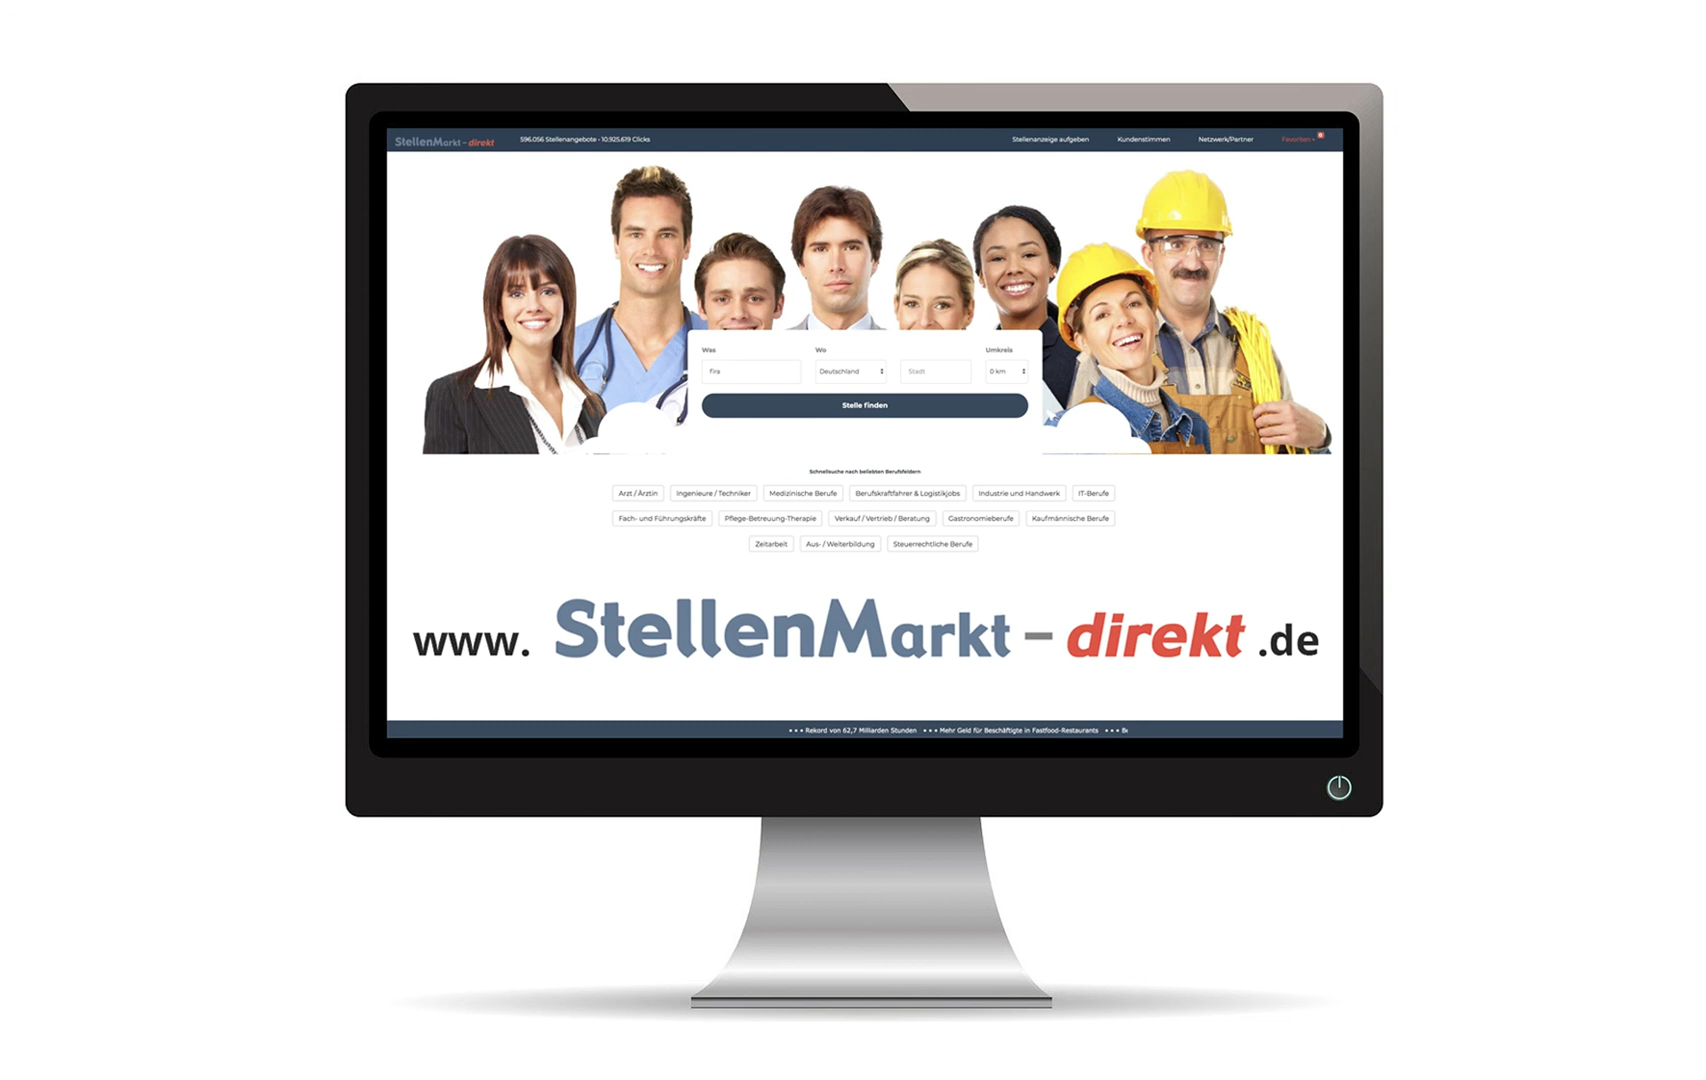 StellenMarkt - direkt 596.056 Stellenangebote • 10.925.619 Clicks Stellenanzeige aufgeben Kundenstimmen Netzwerk/Partner Favoriten
Was Wo Umkreis
fira Deutschland Stadt 0 km
Stelle finden
Schnellsuche nach beliebten Berufsfeldern
Arzt / Ärztin Ingenieure / Techniker Medizinische Berufe Berufskraftfahrer & Logistikjobs Industrie und Handwerk IT-Berufe
Fach- und Führungskräfte Pflege-Betreuung-Therapie Verkauf / Vertrieb / Beratung Gastronomieberufe Kaufmännische Berufe
Zeitarbeit Aus- / Weiterbildung Steuerrechtliche Berufe
www. StellenMarkt - direkt .de
• • • Rekord von 62,7 Milliarden Stunden • • • Mehr Geld für Beschäftigte in Fastfood-Restaurants • • •